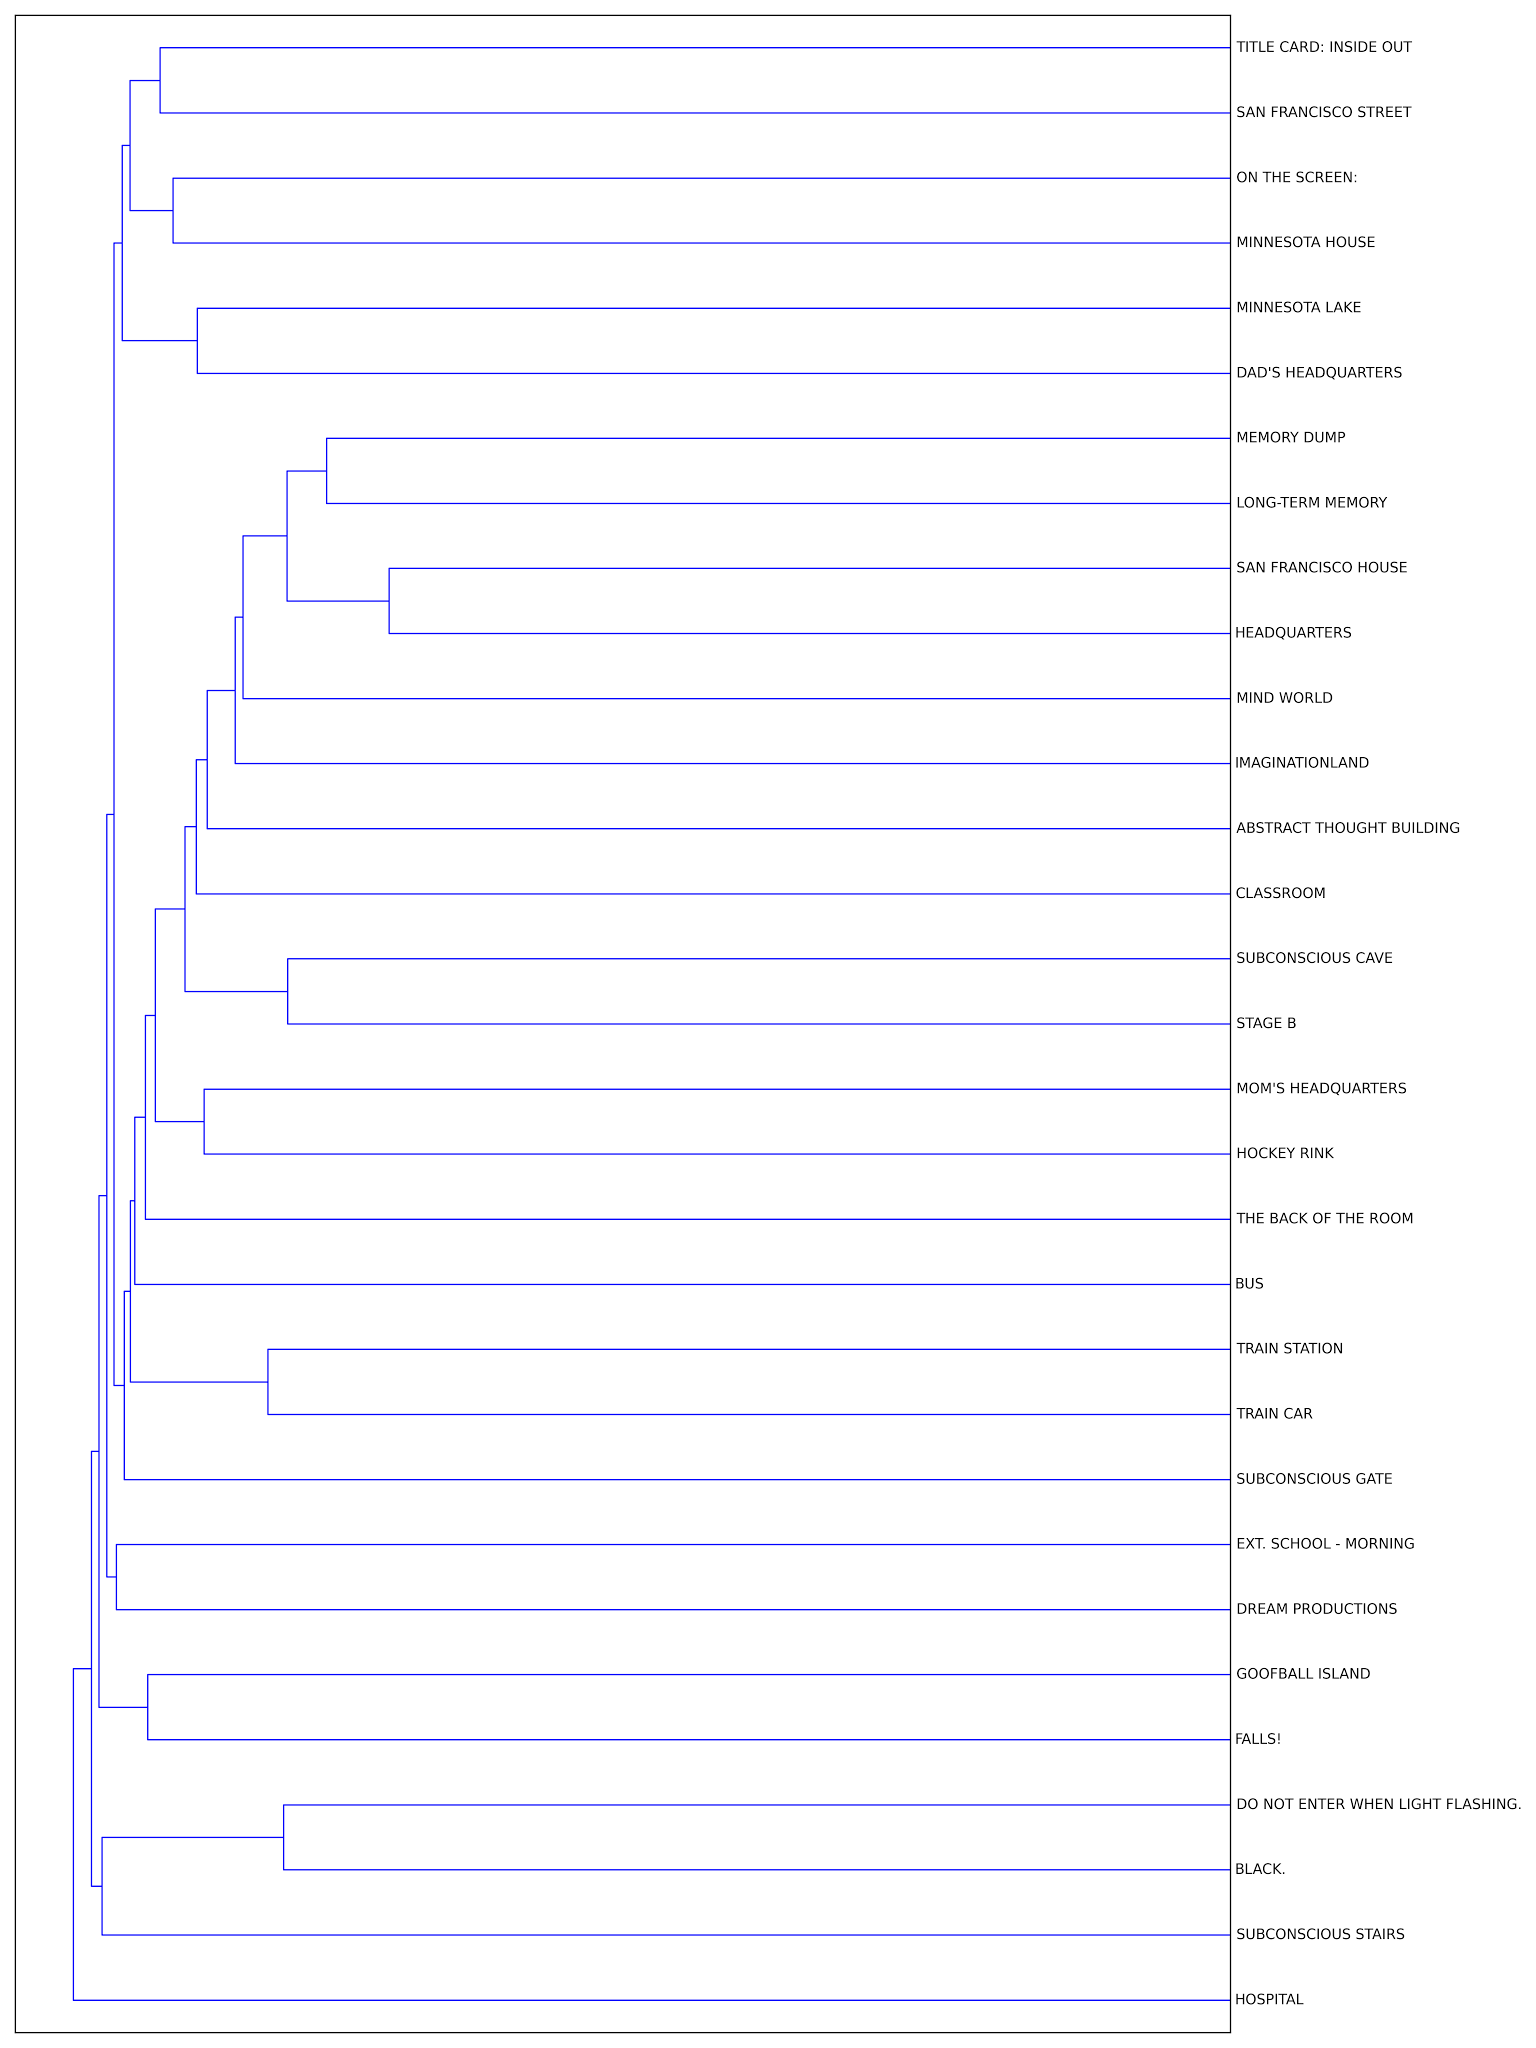 TITLE CARD: INSIDE OUT
SAN FRANCISCO STREET
ON THE SCREEN:
MINNESOTA HOUSE
MINNESOTA LAKE
DAD'S HEADQUARTERS
MEMORY DUMP
LONG-TERM MEMORY
SAN FRANCISCO HOUSE
HEADQUARTERS
MIND WORLD
IMAGINATIONLAND
ABSTRACT THOUGHT BUILDING
CLASSROOM
SUBCONSCIOUS CAVE
STAGE B
MOM'S HEADQUARTERS
HOCKEY RINK
THE BACK OF THE ROOM
BUS
TRAIN STATION
TRAIN CAR
SUBCONSCIOUS GATE
EXT. SCHOOL - MORNING
DREAM PRODUCTIONS
GOOFBALL ISLAND
FALLS!
DO NOT ENTER WHEN LIGHT FLASHING.
BLACK.
SUBCONSCIOUS STAIRS
HOSPITAL